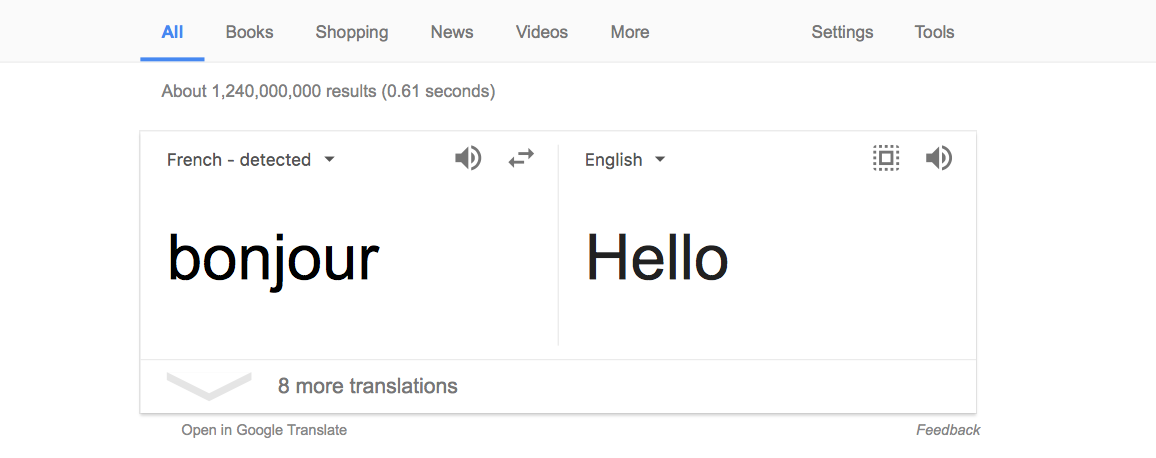 All Books Shopping News Videos More Settings Tools
About 1,240,000,000 results (0.61 seconds)
French - detected English
bonjour Hello
8 more translations
Open in Google Translate Feedback